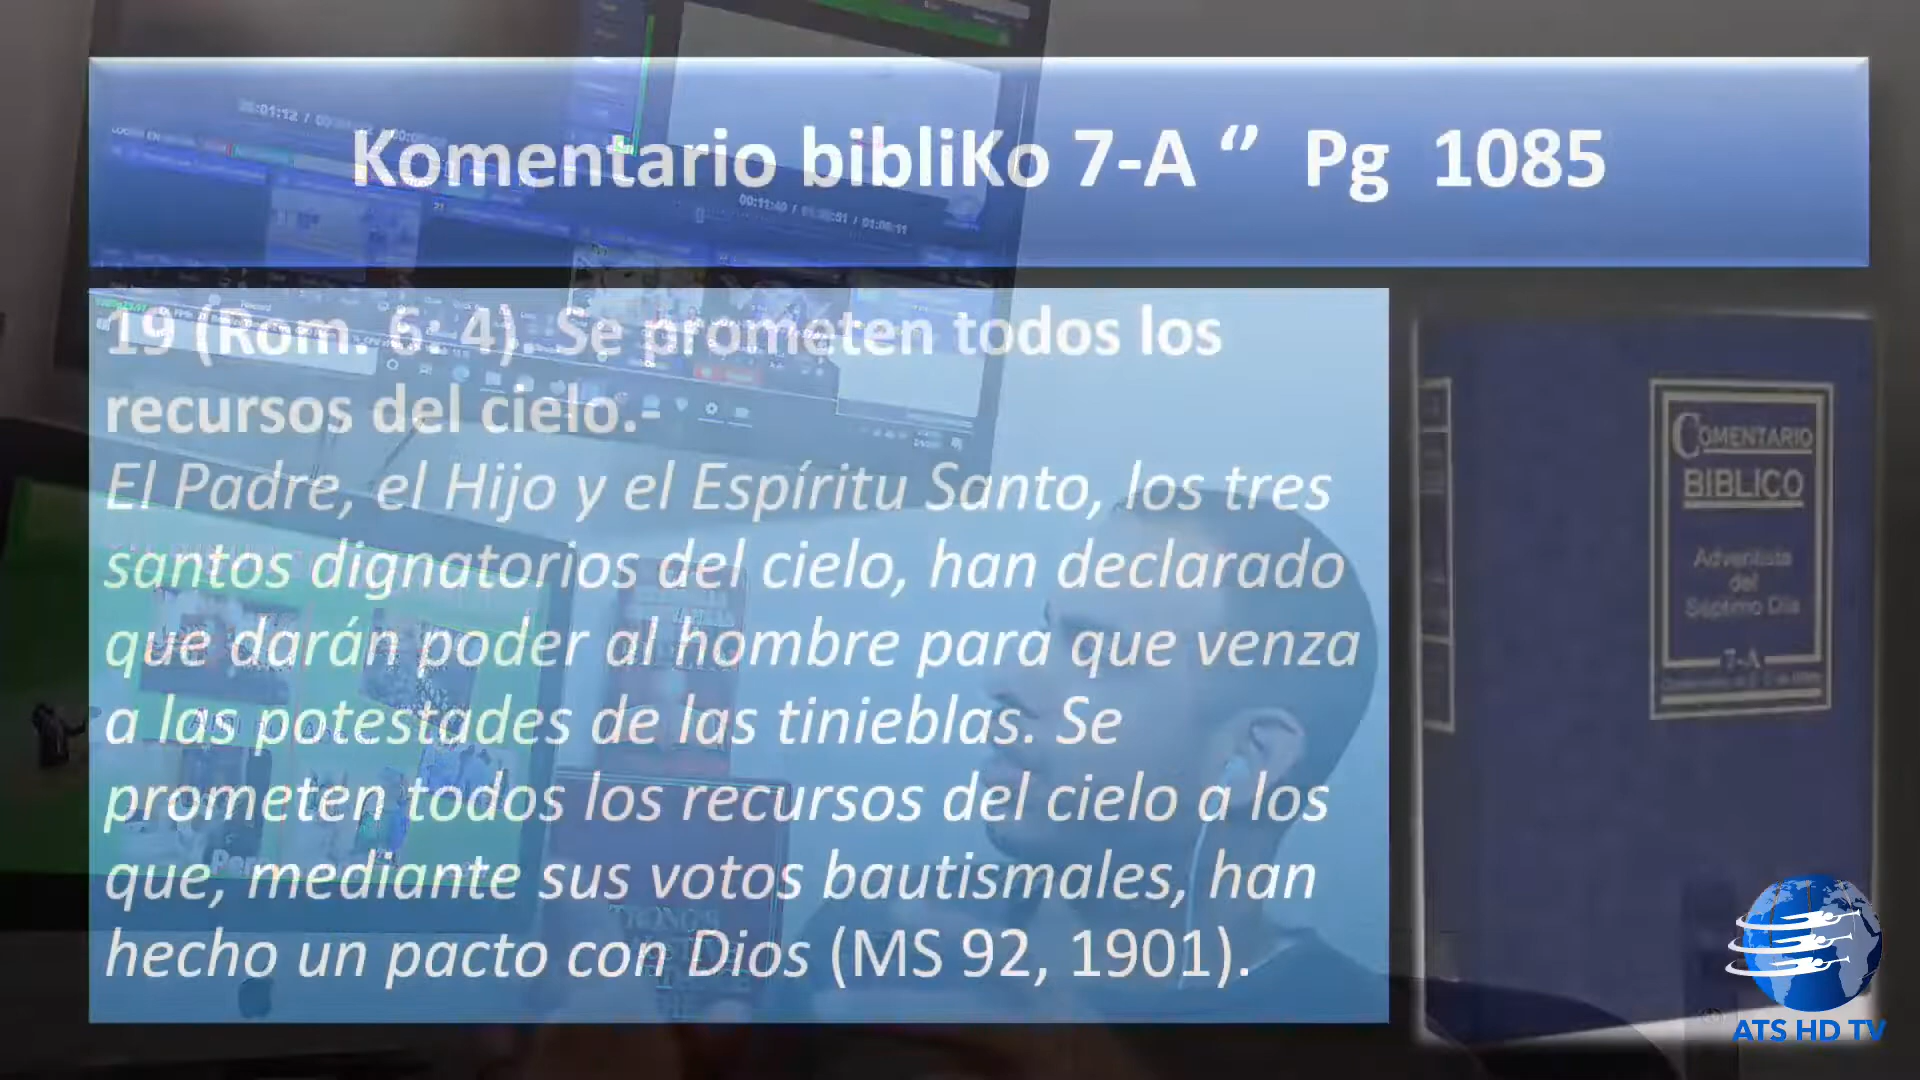 Komentario bibliKo 7-A “ Pg 1085
19 (Rom. 6: 4) Se prometen todos los
recursos del cielo.-
El Padre, el Hijo y el Espíritu Santo, los tres
santos dignatorios del cielo, han declarado
que darán poder al hombre para que venza
a las potestades de las tinieblas. Se
prometen todos los recursos del cielo a los
que, mediante sus votos bautismales, han
hecho un pacto con Dios (MS 92, 1901).
COMENTARIO
BIBLICO
Adventista
del
Séptimo Día
7-A
ATS HD TV